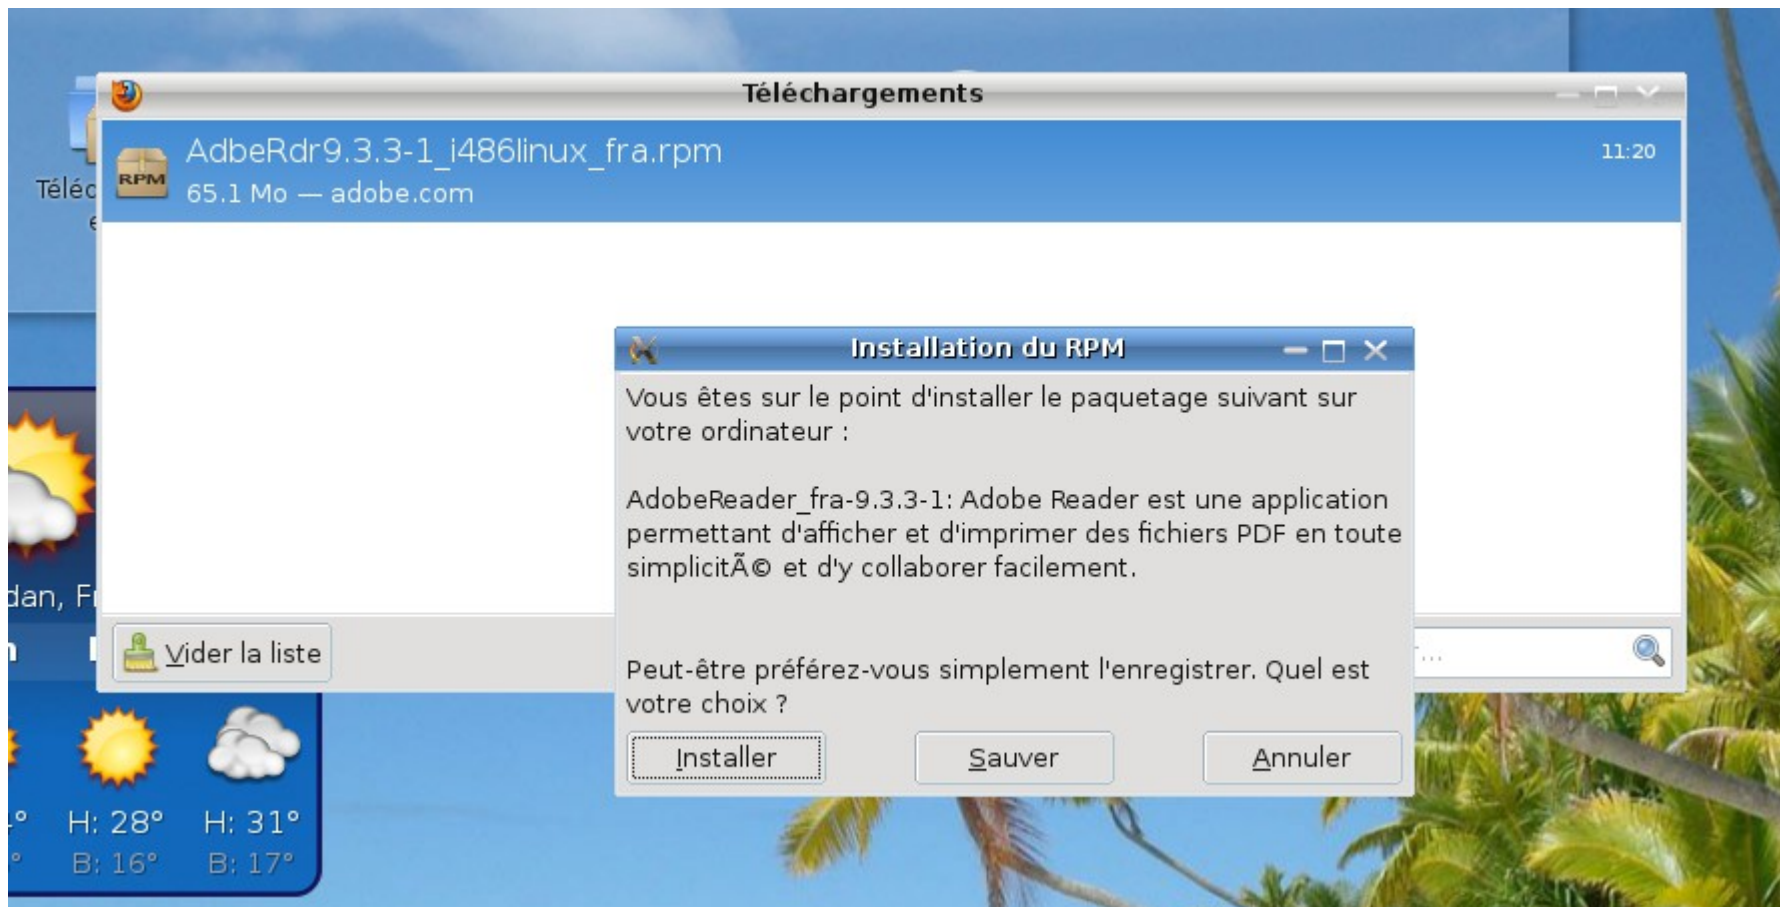 Téléchargements
AdbeRdr9.3.3-1_i486linux_fra.rpm
11:20
RPM
65.1 Mo — adobe.com
Installation du RPM
Vous êtes sur le point d'installer le paquetage suivant sur
votre ordinateur :
AdobeReader_fra-9.3.3-1: Adobe Reader est une application
permettant d'afficher et d'imprimer des fichiers PDF en toute
simplicitÃ© et d'y collaborer facilement.
Peut-être préférez-vous simplement l'enregistrer. Quel est
votre choix ?
Installer
Sauver
Annuler
Vider la liste
H: 28°
H: 31°
B: 16°
B: 17°